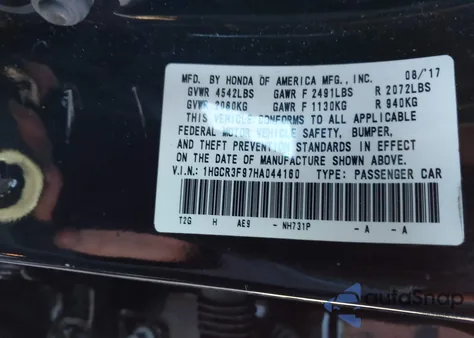 MFD. BY HONDA OF AMERICA MFG., INC. 08/'17
GVWR 4542LBS GAWR F 2491LBS R 2072LBS
GVWR 2060KG GAWR F 1130KG R 940KG
THIS VEHICLE CONFORMS TO ALL APPLICABLE
FEDERAL MOTOR VEHICLE SAFETY, BUMPER,
AND THEFT PREVENTION STANDARDS IN EFFECT
ON THE DATE OF MANUFACTURE SHOWN ABOVE.
V.I.N.: 1HGCR3F97HA044160 TYPE: PASSENGER CAR
T2G H AE9 - NH731P - A - A
autoSnap